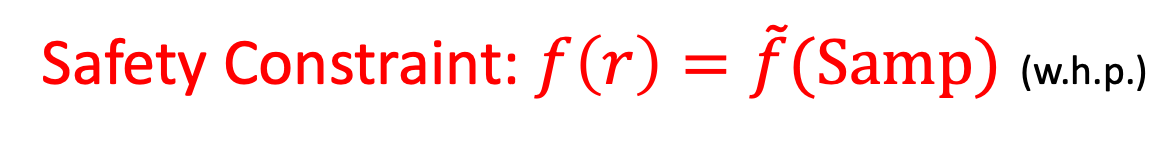 Safety Constraint: f(r) = f̃(Samp) (w.h.p.)